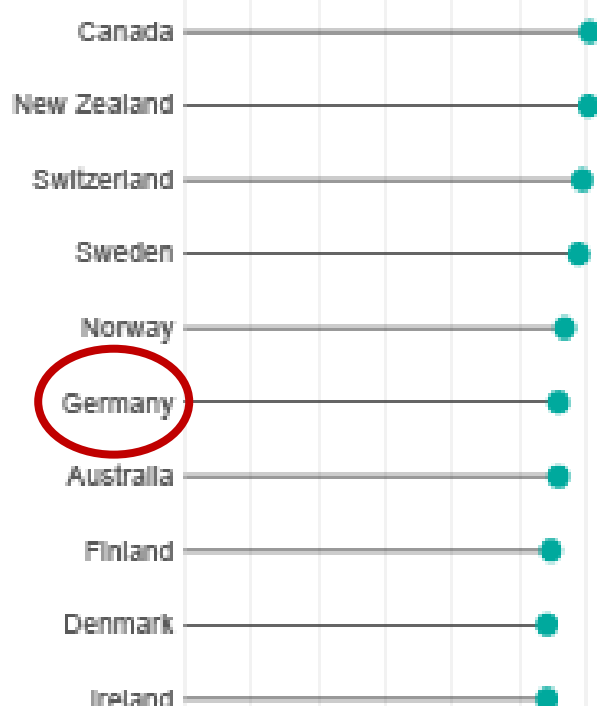 Canada
New Zealand
Switzerland
Sweden
Norway
Germany
Australia
Finland
Denmark
Ireland